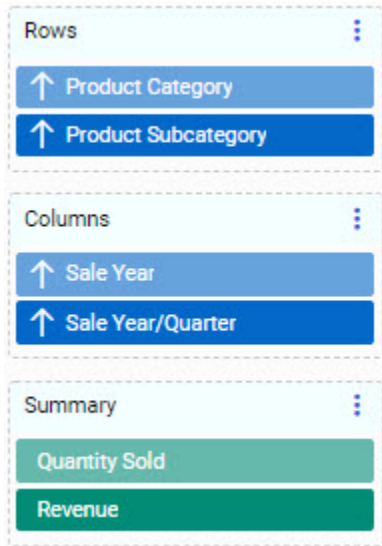 Rows
Product Category
Product Subcategory
Columns
Sale Year
Sale Year/Quarter
Summary
Quantity Sold
Revenue